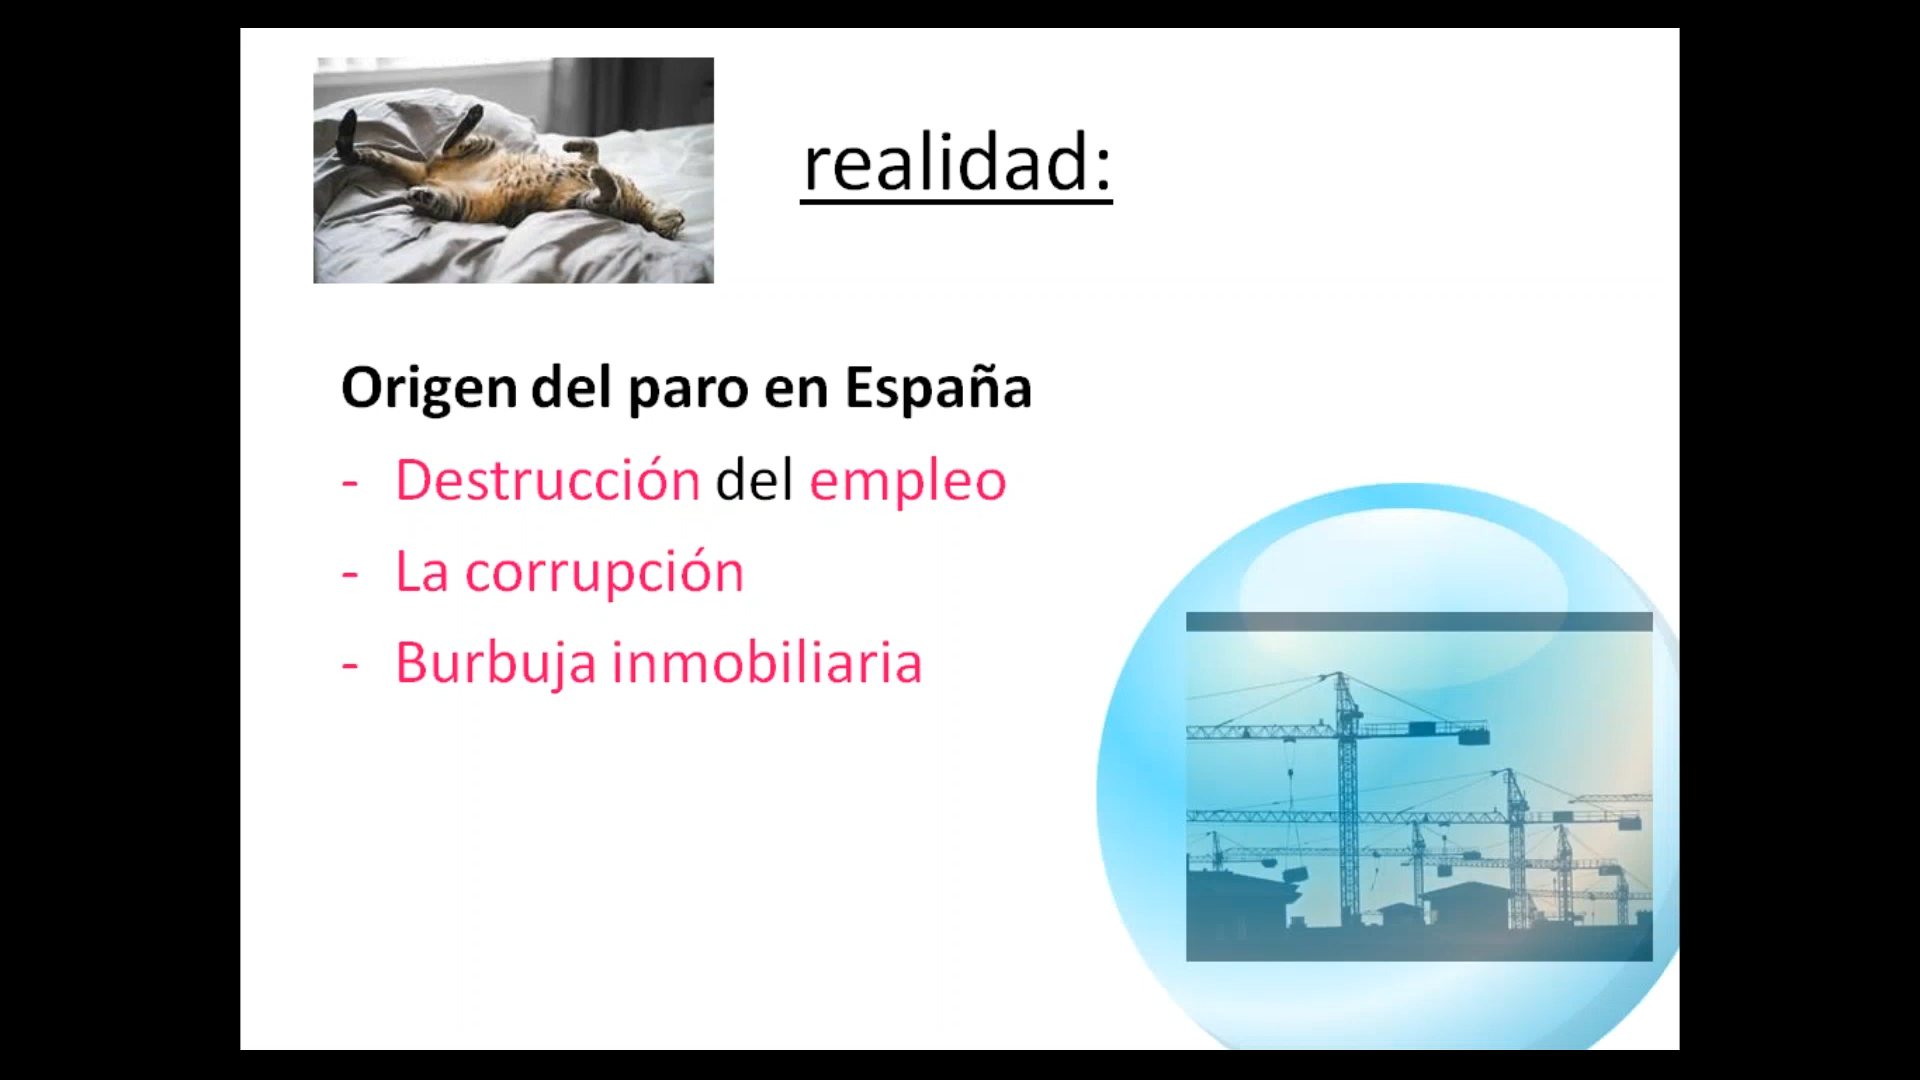 realidad:
Origen del paro en España
- Destrucción del empleo
- La corrupción
- Burbuja inmobiliaria